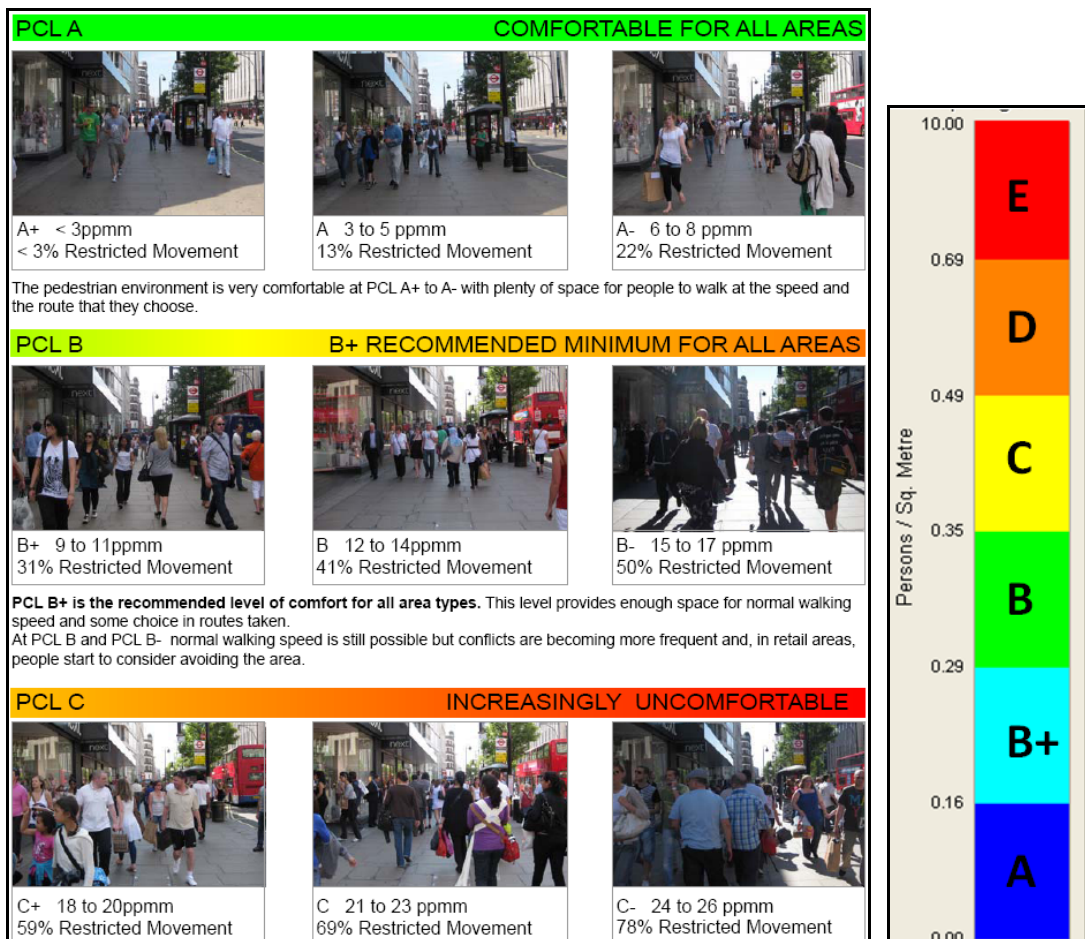 PCL A COMFORTABLE FOR ALL AREAS
A+ < 3ppmm
< 3% Restricted Movement
A 3 to 5 ppmm
13% Restricted Movement
A- 6 to 8 ppmm
22% Restricted Movement
The pedestrian environment is very comfortable at PCL A+ to A- with plenty of space for people to walk at the speed and
the route that they choose.
PCL B B+ RECOMMENDED MINIMUM FOR ALL AREAS
B+ 9 to 11ppmm
31% Restricted Movement
B 12 to 14ppmm
41% Restricted Movement
B- 15 to 17 ppmm
50% Restricted Movement
PCL B+ is the recommended level of comfort for all area types. This level provides enough space for normal walking
speed and some choice in routes taken.
At PCL B and PCL B- normal walking speed is still possible but conflicts are becoming more frequent and, in retail areas,
people start to consider avoiding the area.
PCL C INCREASINGLY UNCOMFORTABLE
C+ 18 to 20ppmm
59% Restricted Movement
C 21 to 23 ppmm
69% Restricted Movement
C- 24 to 26 ppmm
78% Restricted Movement
Persons / Sq. Metre
10.00
E
0.69
D
0.49
C
0.35
B
0.29
B+
0.16
A
0.00